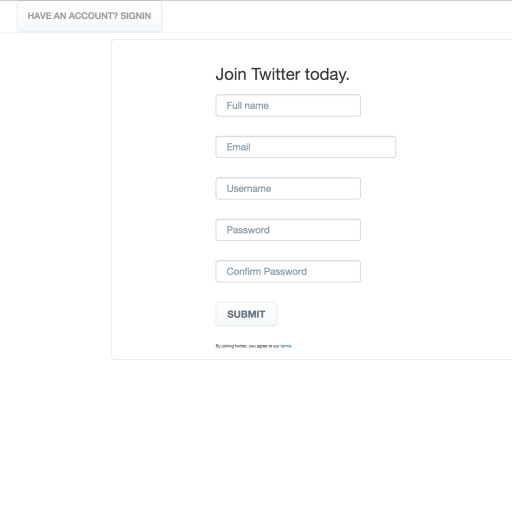 HAVE AN ACCOUNT? SIGNIN
Join Twitter today.
Full name
Email
Username
Password
Confirm Password
SUBMIT
By joining twitter, you agree to our terms.